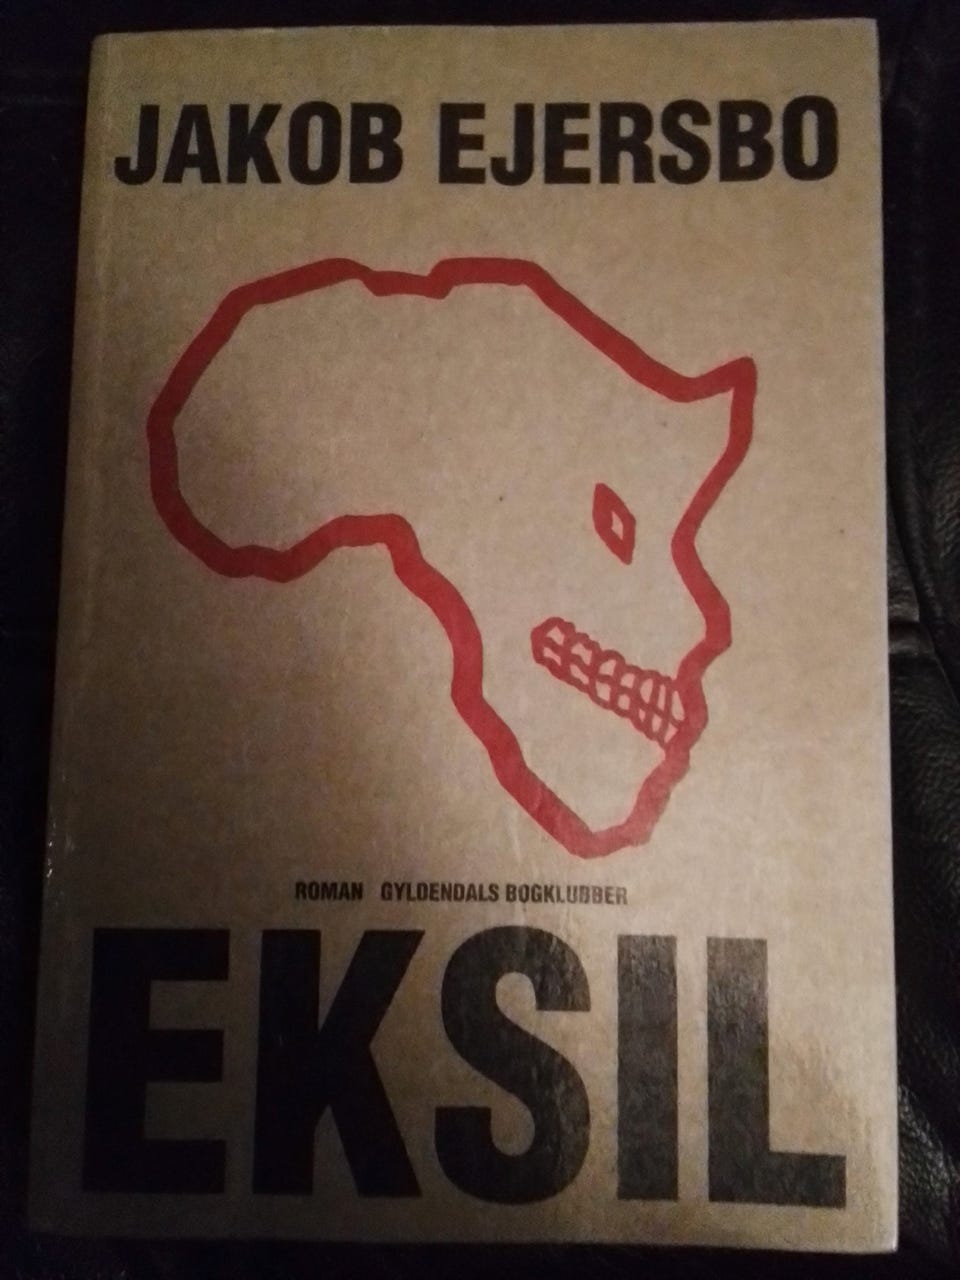 JAKOB EJERSBO
ROMAN GYLDENDALS BOGKLUBBER
EKSIL